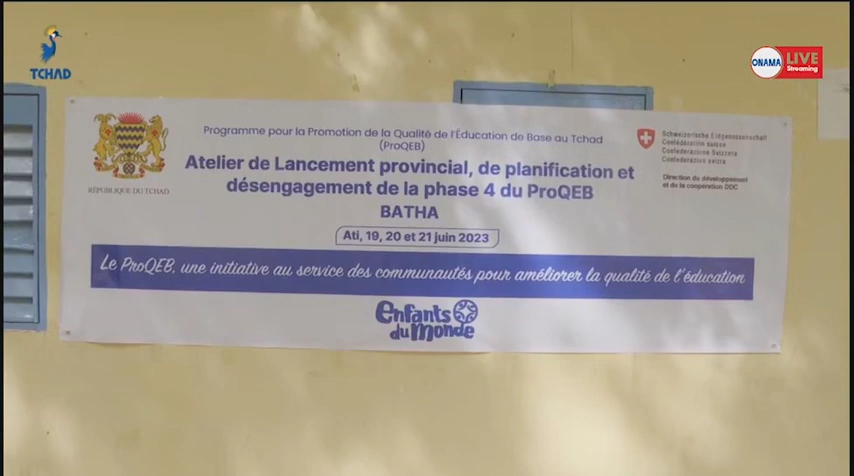 TCHAD
ONAMA LIVE
Streaming
Programme pour la Promotion de la Qualité de l'Éducation de Base au Tchad
(ProQEB)
Atelier de Lancement provincial, de planification et
désengagement de la phase 4 du ProQEB
BATHA
Ati, 19, 20 et 21 juin 2023
RÉPUBLIQUE DU TCHAD
Schweizerische Eidgenossenschaft
Confédération suisse
Confederazione Svizzera
Confederaziun svizra
Direction du développement
et de la coopération DDC
Le ProQEB, une initiative au service des communautés pour améliorer la qualité de l'éducation
enfants
du monde